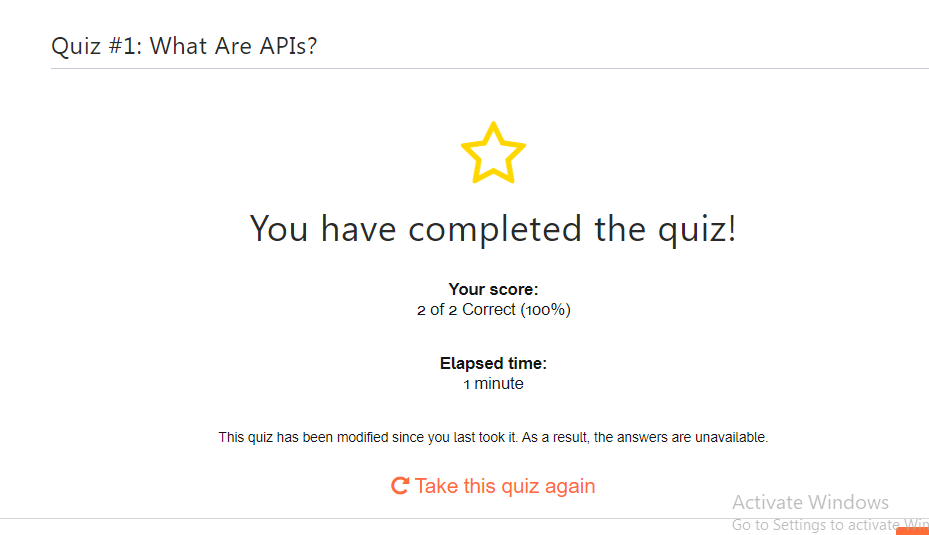 Quiz #1: What Are APIs?
You have completed the quiz!
Your score:
2 of 2 Correct (100%)
Elapsed time:
1 minute
This quiz has been modified since you last took it. As a result, the answers are unavailable.
Take this quiz again
Activate Windows
Go to Settings to activate Win